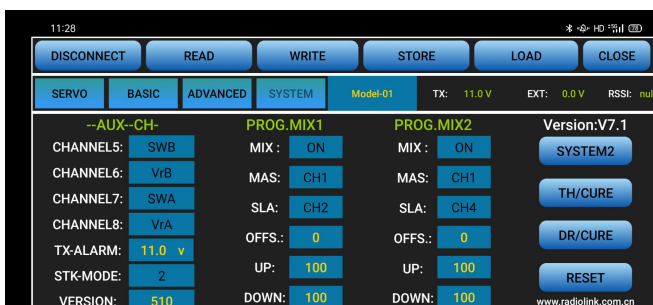 11:28 HD 5G 78
DISCONNECT READ WRITE STORE LOAD CLOSE
SERVO BASIC ADVANCED SYSTEM Model-01 TX: 11.0 V EXT: 0.0 V RSSI: nul
--AUX--CH- PROG.MIX1 PROG.MIX2 Version:V7.1
CHANNEL5: SWB MIX : ON MIX : ON SYSTEM2
CHANNEL6: VrB MAS: CH1 MAS: CH1
CHANNEL7: SWA SLA: CH2 SLA: CH4 TH/CURE
CHANNEL8: VrA OFFS.: 0 OFFS.: 0 DR/CURE
TX-ALARM: 11.0 v UP: 100 UP: 100
STK-MODE: 2 RESET
VERSION: 510 DOWN: 100 DOWN: 100 www.radiolink.com.cn